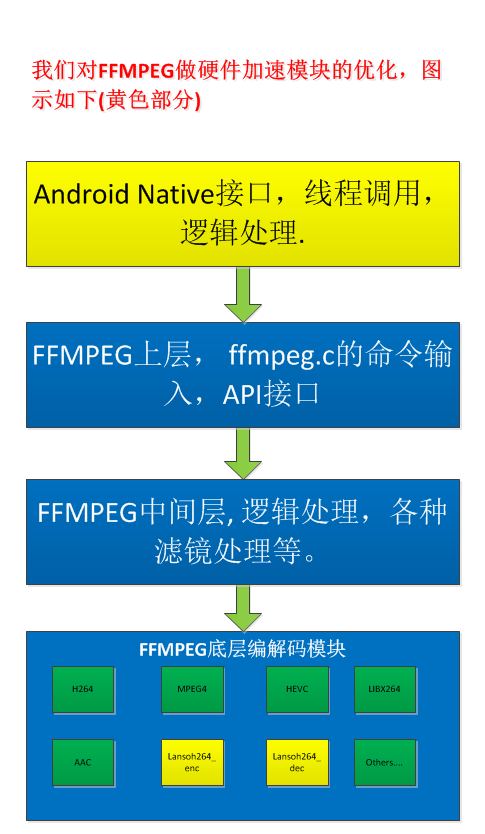 我们对FFMPEG做硬件加速模块的优化，图
示如下(黄色部分)
Android Native接口，线程调用，
逻辑处理.
FFMPEG上层， ffmpeg.c的命令输
入，API接口
FFMPEG中间层, 逻辑处理，各种
滤镜处理等。
FFMPEG底层编解码模块
H264
MPEG4
HEVC
LIBX264
AAC
Lansoh264_
enc
Lansoh264_
dec
Others....